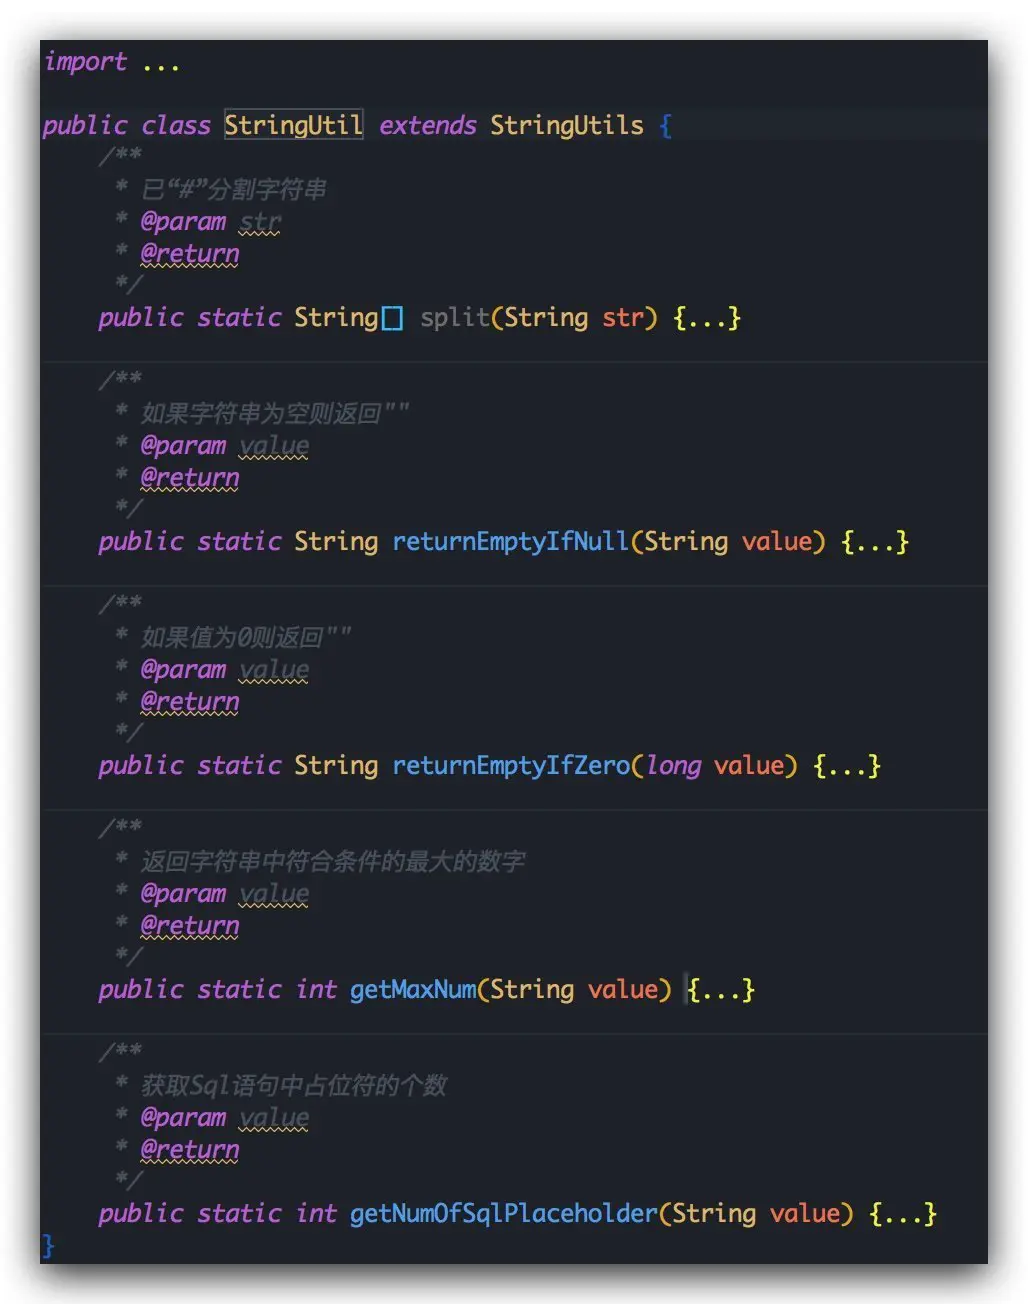 import ...
public class StringUtil extends StringUtils {
/**
* 已“#”分割字符串
* @param str
* @return
*/
public static String[] split(String str) {...}
/**
* 如果字符串为空则返回""
* @param value
* @return
*/
public static String returnEmptyIfNull(String value) {...}
/**
* 如果值为0则返回""
* @param value
* @return
*/
public static String returnEmptyIfZero(long value) {...}
/**
* 返回字符串中符合条件的最大的数字
* @param value
* @return
*/
public static int getMaxNum(String value) {...}
/**
* 获取Sql语句中占位符的个数
* @param value
* @return
*/
public static int getNumOfSqlPlaceholder(String value) {...}
}